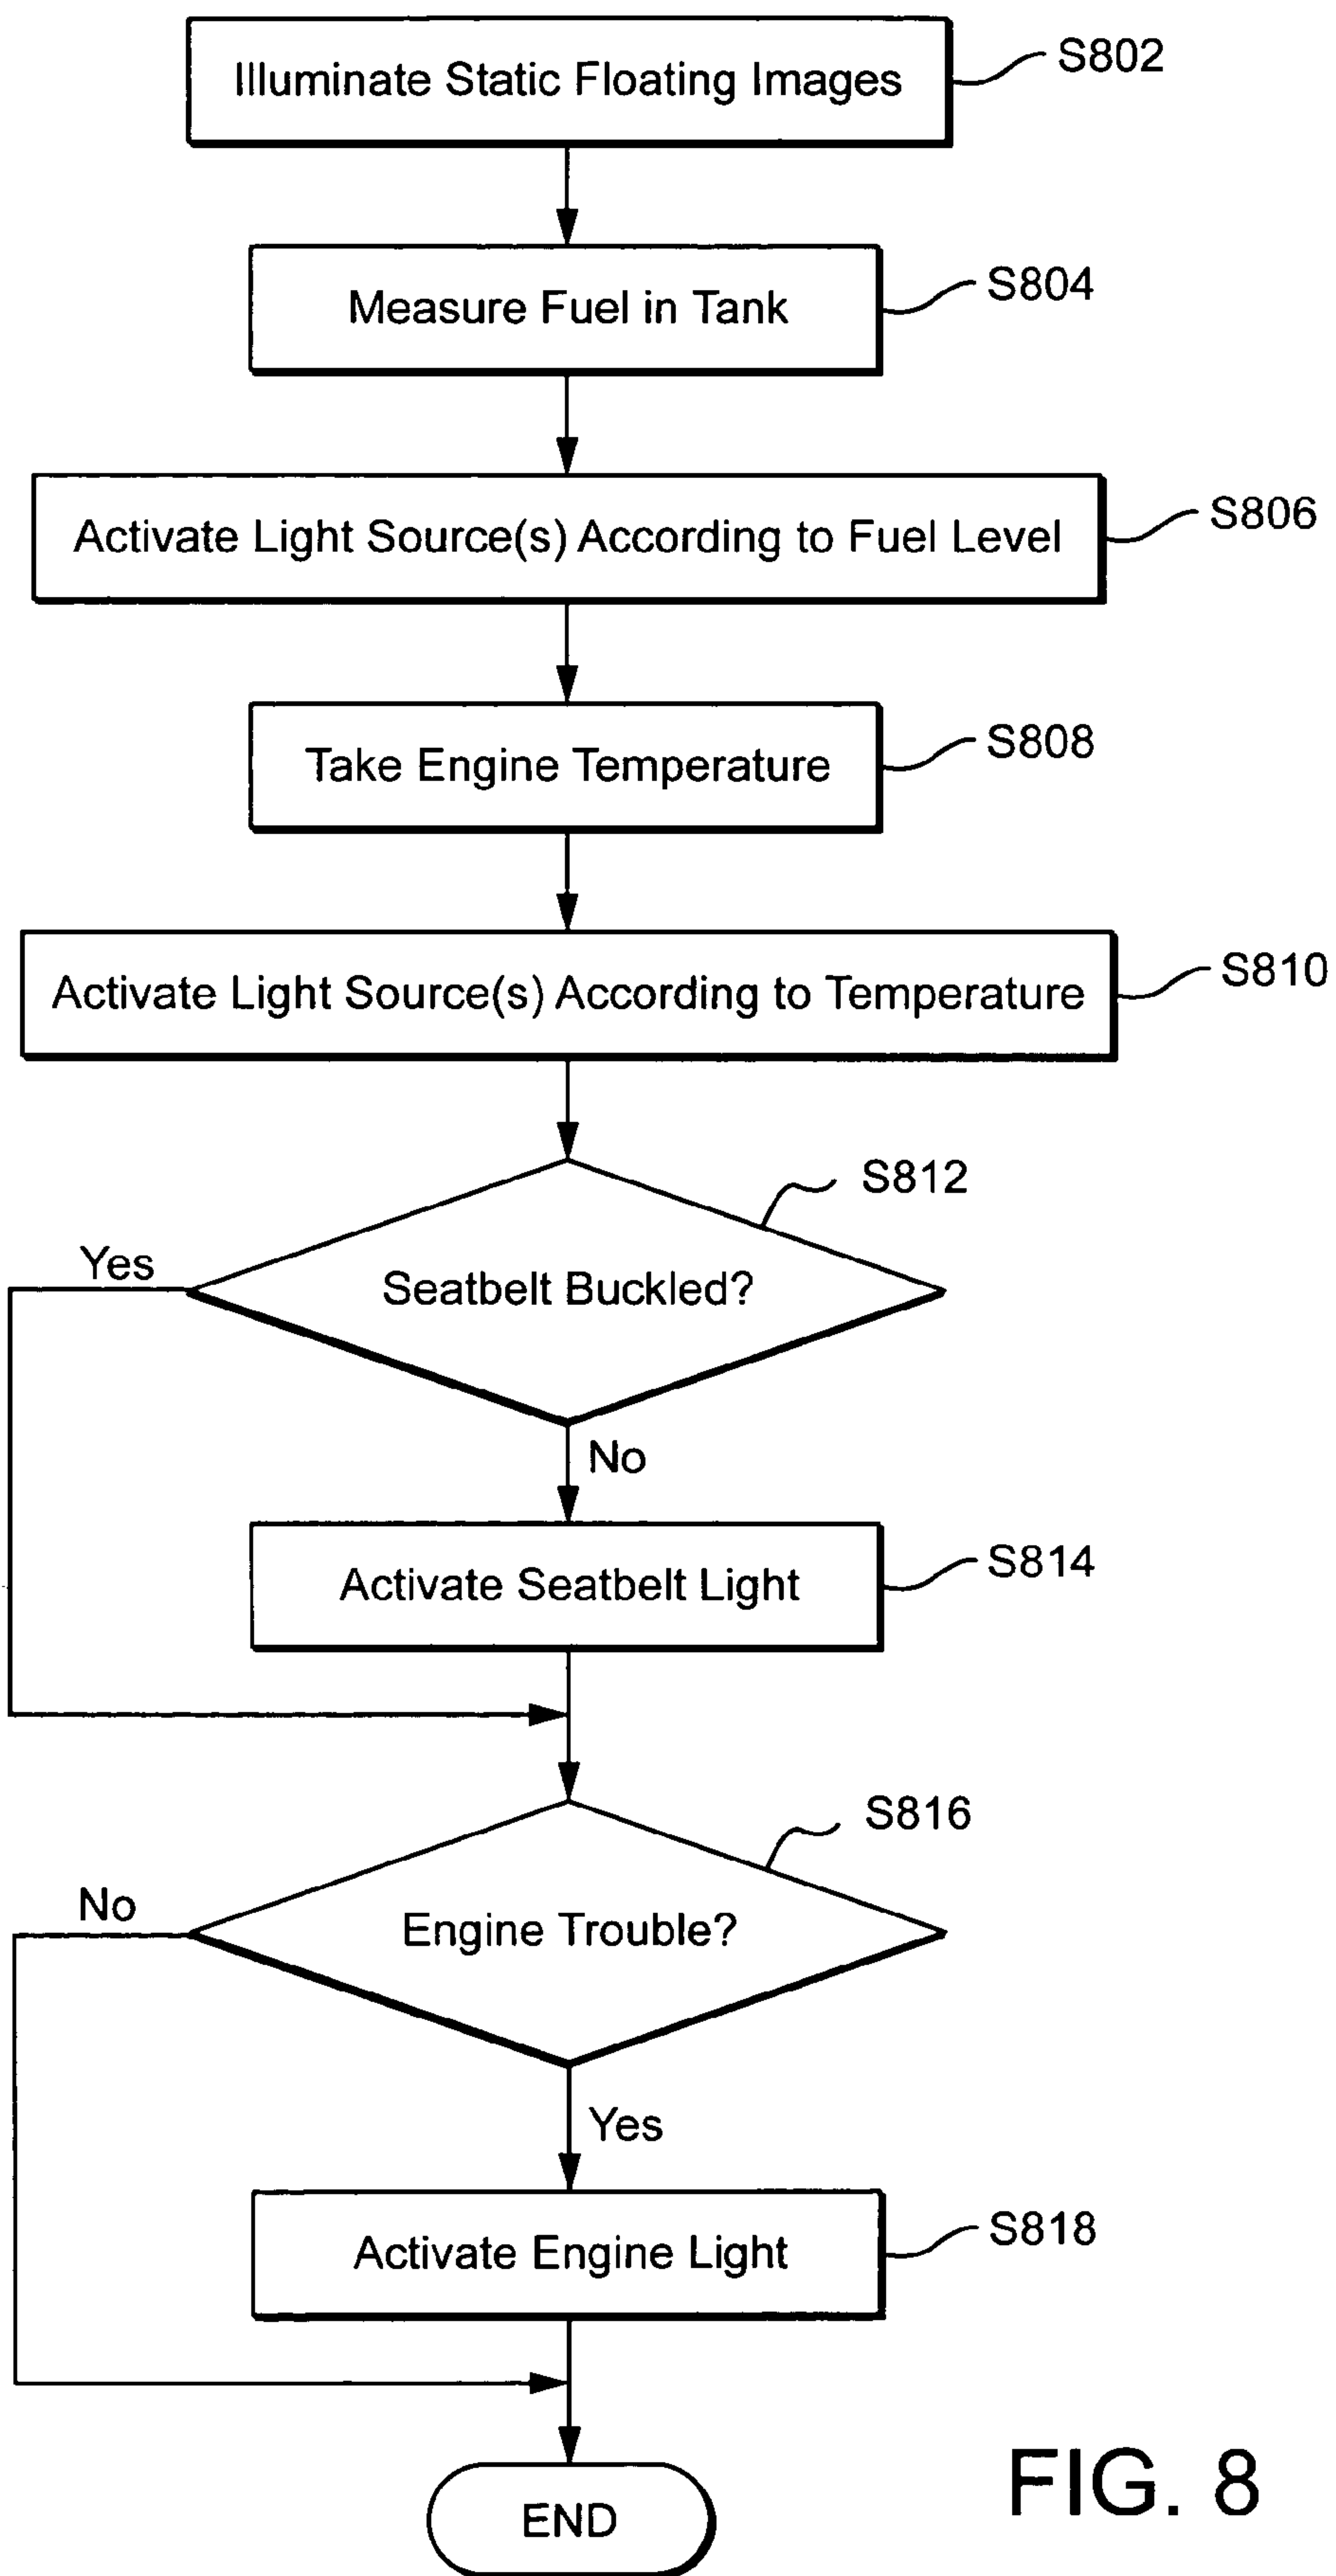 Illuminate Static Floating Images
S802
Measure Fuel in Tank
S804
Activate Light Source(s) According to Fuel Level
S806
Take Engine Temperature
S808
Activate Light Source(s) According to Temperature
S810
S812
Yes
Seatbelt Buckled?
No
Activate Seatbelt Light
S814
S816
No
Engine Trouble?
Yes
Activate Engine Light
S818
END
FIG. 8